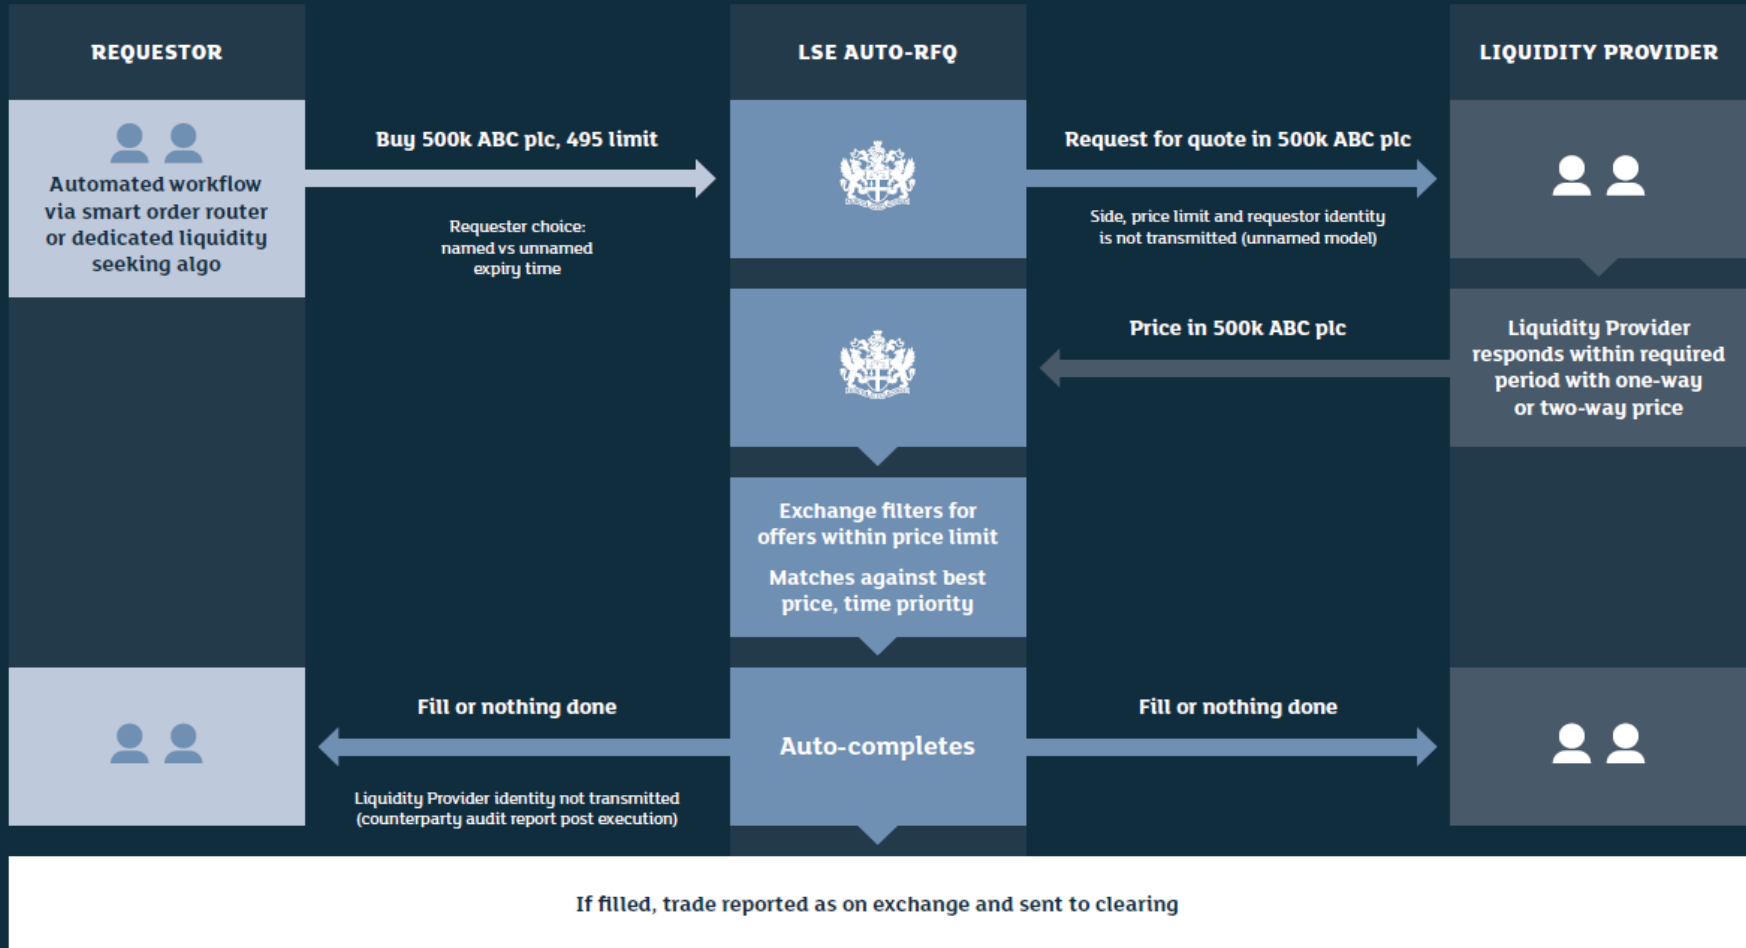 REQUESTOR
LSE AUTO-RFQ
LIQUIDITY PROVIDER
Automated workflow
via smart order router
or dedicated liquidity
seeking algo
Buy 500k ABC plc, 495 limit
Requester choice:
named vs unnamed
expiry time
Request for quote in 500k ABC plc
Side, price limit and requestor identity
is not transmitted (unnamed model)
Price in 500k ABC plc
Liquidity Provider
responds within required
period with one-way
or two-way price
Exchange filters for
offers within price limit
Matches against best
price, time priority
Fill or nothing done
Auto-completes
Fill or nothing done
Liquidity Provider identity not transmitted
(counterparty audit report post execution)
If filled, trade reported as on exchange and sent to clearing